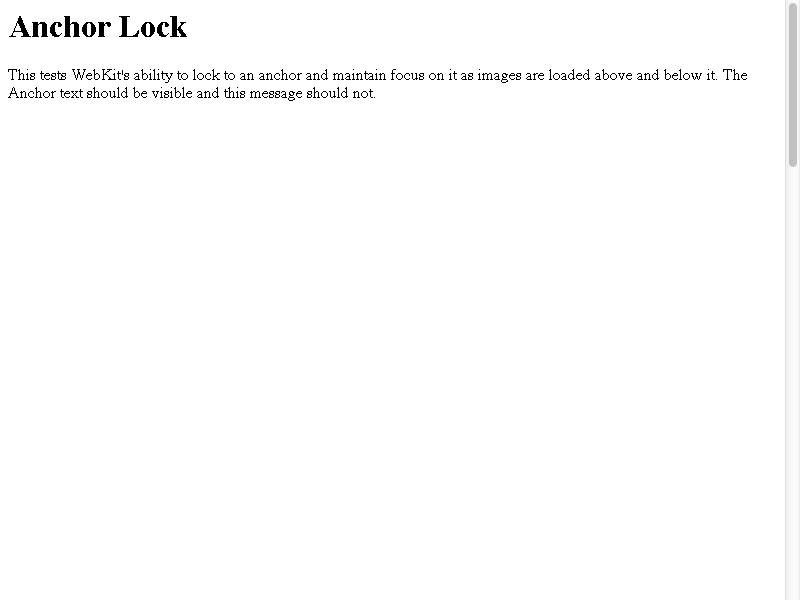 Anchor Lock
This tests WebKit's ability to lock to an anchor and maintain focus on it as images are loaded above and below it. The
Anchor text should be visible and this message should not.